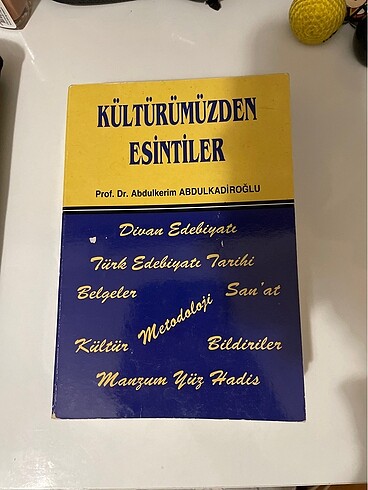 KÜLTÜRÜMÜZDEN
ESİNTİLER
Prof. Dr. Abdulkerim ABDULKADİROĞLU
Divan Edebiyatı
Türk Edebiyatı Tarihi
Belgeler San'at
Metodoloji
Kültür Bildiriler
Manzum Yüz Hadis